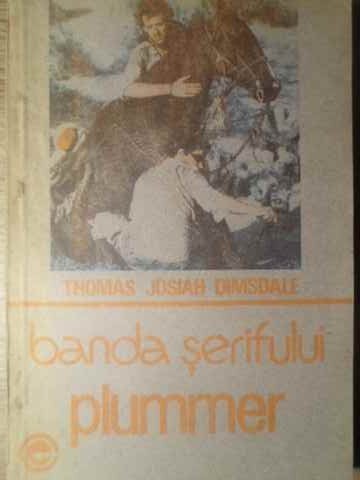 THOMAS JOSIAH DIMSDALE
banda şerifului
plummer